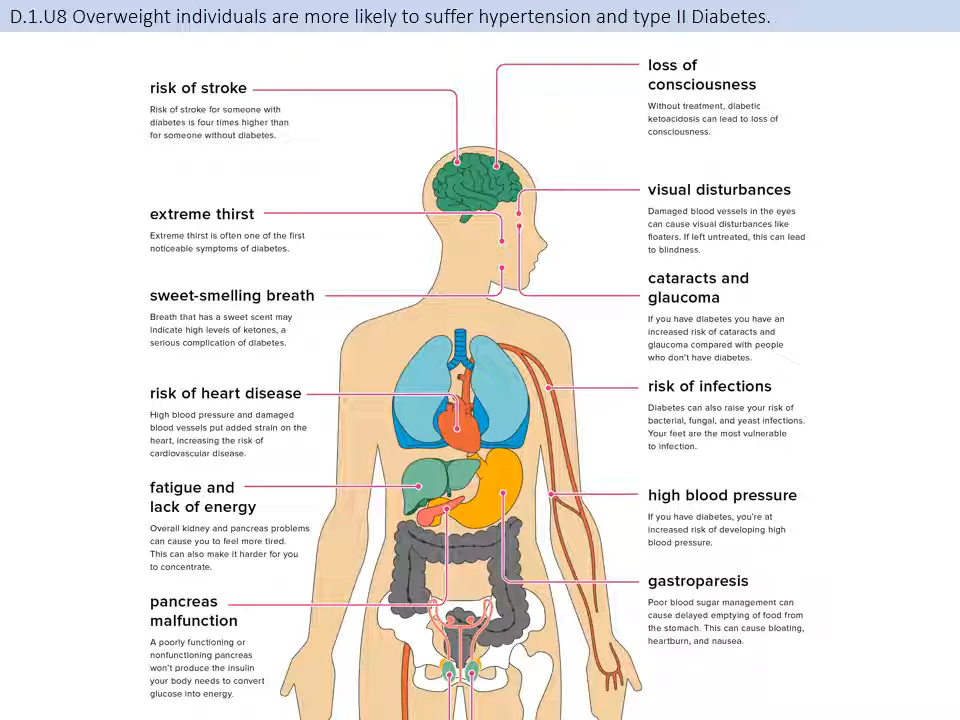 D.1.U8 Overweight individuals are more likely to suffer hypertension and type II Diabetes.
risk of stroke
Risk of stroke for someone with
diabetes is four times higher than
for someone without diabetes.
extreme thirst
Extreme thirst is often one of the first
noticeable symptoms of diabetes.
sweet-smelling breath
Breath that has a sweet scent may
indicate high levels of ketones, a
serious complication of diabetes.
risk of heart disease
High blood pressure and damaged
blood vessels put added strain on the
heart, increasing the risk of
cardiovascular disease.
fatigue and
lack of energy
Overall kidney and pancreas problems
can cause you to feel more tired.
This can also make it harder for you
to concentrate.
pancreas
malfunction
A poorly functioning or
nonfunctioning pancreas
won't produce the insulin
your body needs to convert
glucose into energy.
loss of
consciousness
Without treatment, diabetic
ketoacidosis can lead to loss of
consciousness.
visual disturbances
Damaged blood vessels in the eyes
can cause visual disturbances like
floaters. If left untreated, this can lead
to blindness.
cataracts and
glaucoma
If you have diabetes you have an
increased risk of cataracts and
glaucoma compared with people
who don't have diabetes.
risk of infections
Diabetes can also raise your risk of
bacterial, fungal, and yeast infections.
Your feet are the most vulnerable
to infection.
high blood pressure
If you have diabetes, you're at
increased risk of developing high
blood pressure.
gastroparesis
Poor blood sugar management can
cause delayed emptying of food from
the stomach. This can cause bloating,
heartburn, and nausea.